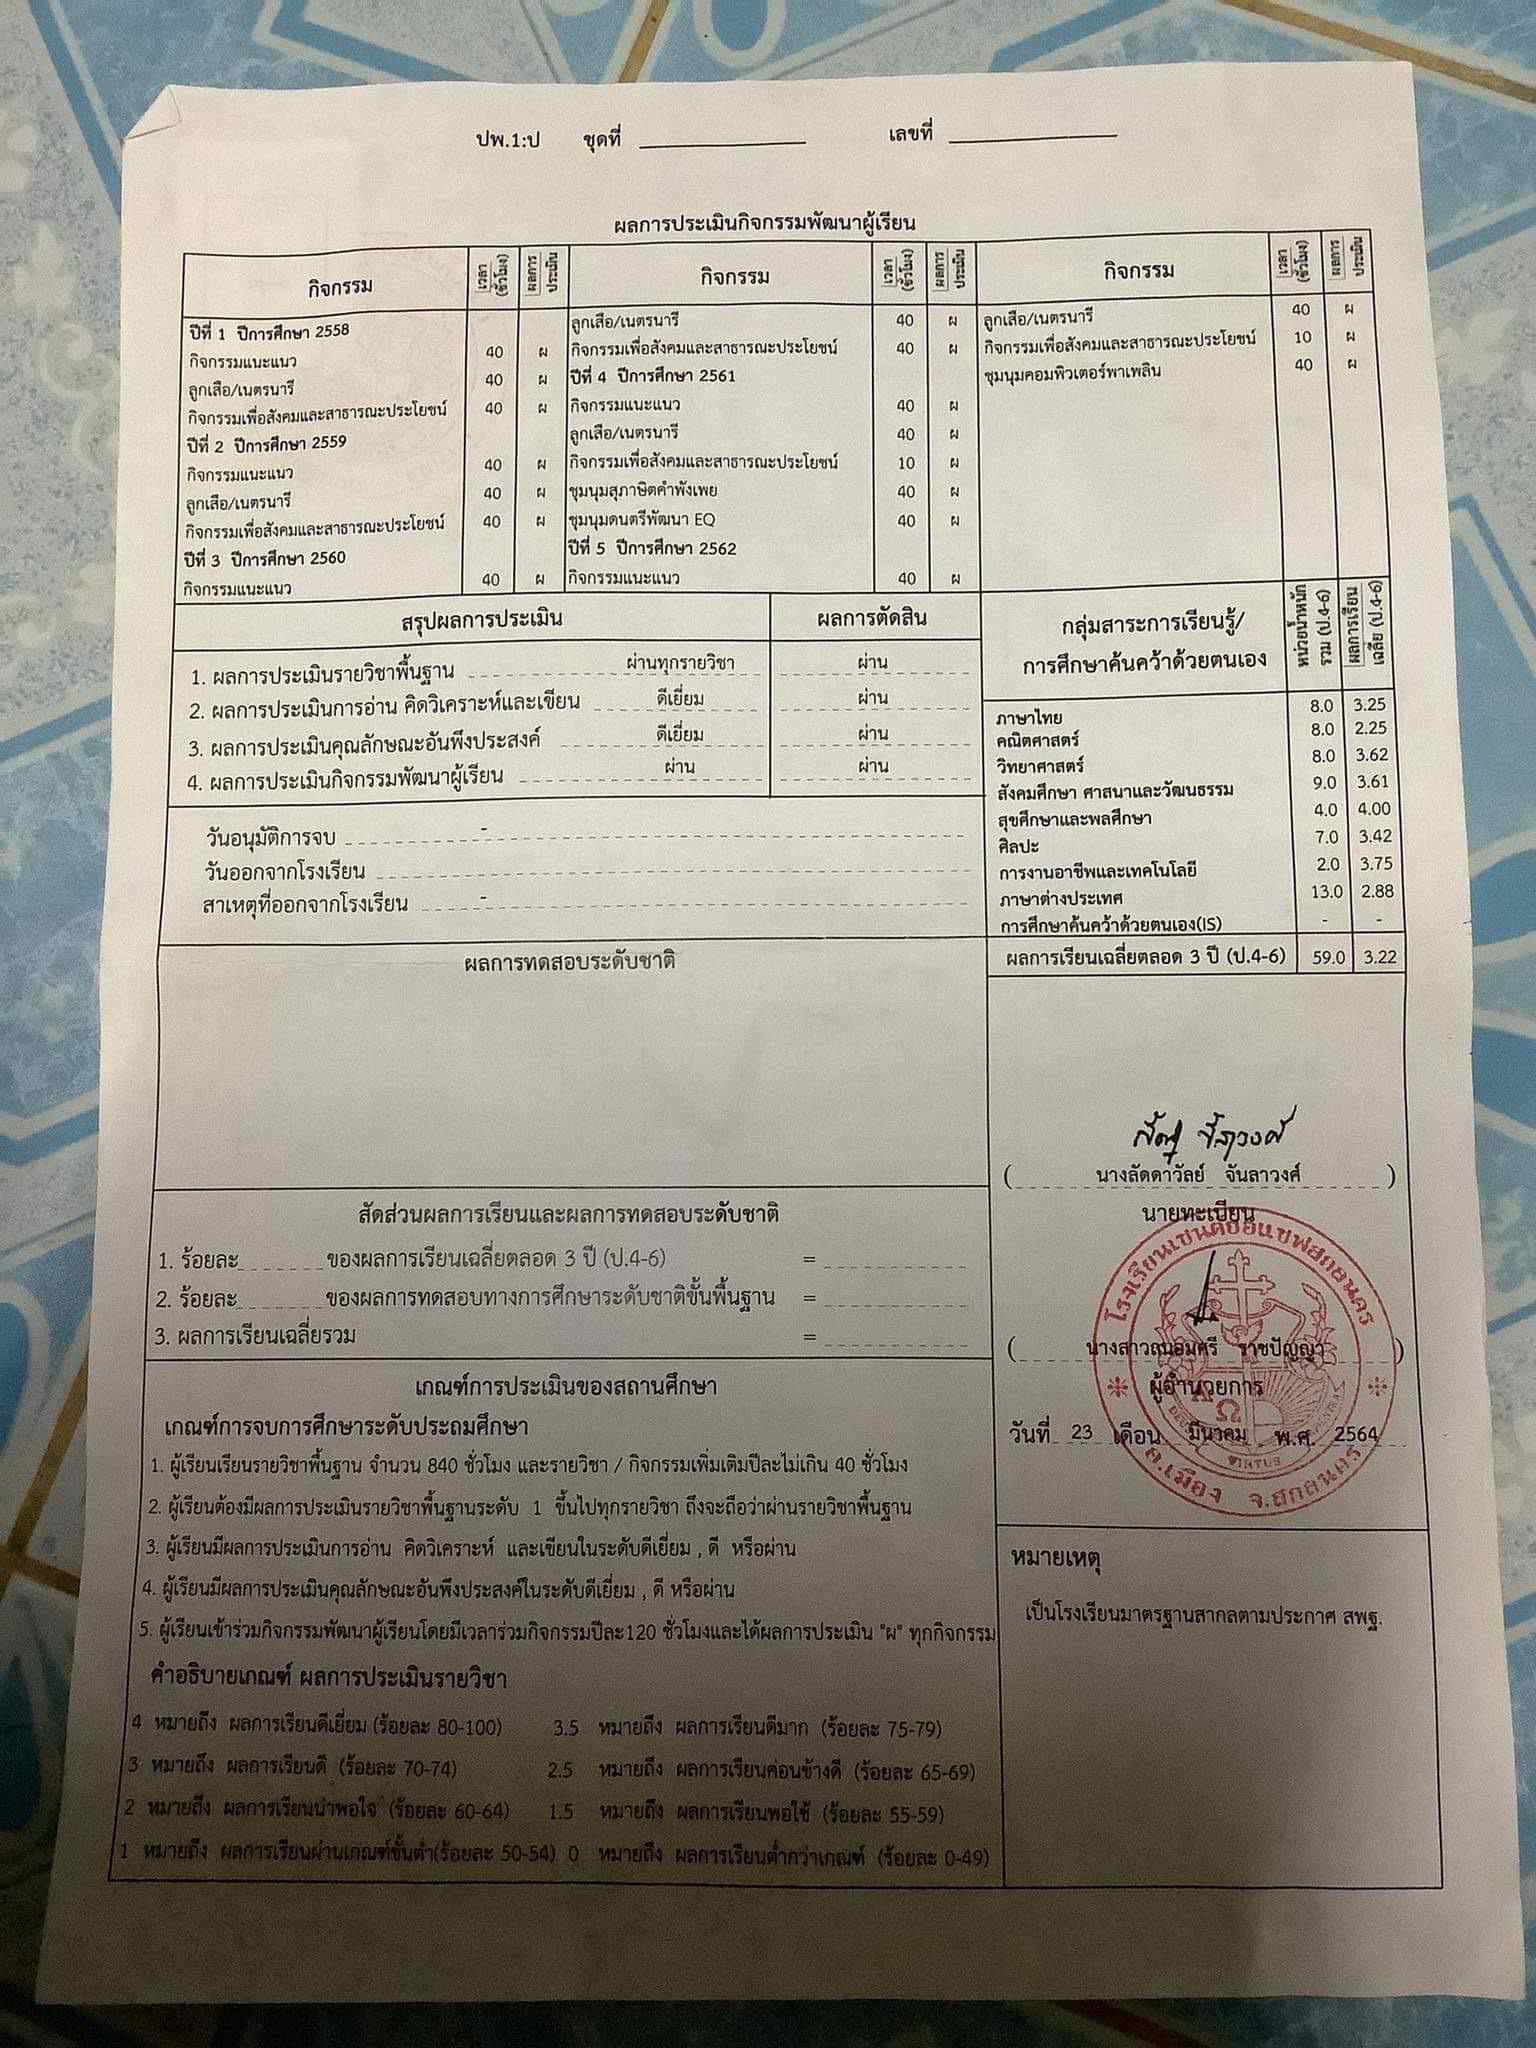 ปพ.1:ป ชุดที่ เลขที่
ผลการประเมินกิจกรรมพัฒนาผู้เรียน
กิจกรรม เวลา (ชั่วโมง) ผลการประเมิน
ปีที่ 1 ปีการศึกษา 2558
กิจกรรมแนะแนว 40 ผ
ลูกเสือ/เนตรนารี 40 ผ
กิจกรรมเพื่อสังคมและสาธารณะประโยชน์ 40 ผ
ปีที่ 2 ปีการศึกษา 2559
กิจกรรมแนะแนว 40 ผ
ลูกเสือ/เนตรนารี 40 ผ
กิจกรรมเพื่อสังคมและสาธารณะประโยชน์ 40 ผ
ปีที่ 3 ปีการศึกษา 2560
กิจกรรมแนะแนว 40 ผ
กิจกรรม เวลา (ชั่วโมง) ผลการประเมิน
ลูกเสือ/เนตรนารี 40 ผ
กิจกรรมเพื่อสังคมและสาธารณะประโยชน์ 40 ผ
ปีที่ 4 ปีการศึกษา 2561
กิจกรรมแนะแนว 40 ผ
ลูกเสือ/เนตรนารี 40 ผ
กิจกรรมเพื่อสังคมและสาธารณะประโยชน์ 10 ผ
ชุมนุมสุภาษิตคำพังเพย 40 ผ
ชุมนุมดนตรีพัฒนา EQ 40 ผ
ปีที่ 5 ปีการศึกษา 2562
กิจกรรมแนะแนว 40 ผ
กิจกรรม เวลา (ชั่วโมง) ผลการประเมิน
ลูกเสือ/เนตรนารี 40 ผ
กิจกรรมเพื่อสังคมและสาธารณะประโยชน์ 10 ผ
ชุมนุมคอมพิวเตอร์พาเพลิน 40 ผ
สรุปผลการประเมิน ผลการตัดสิน
1. ผลการประเมินรายวิชาพื้นฐาน ผ่านทุกรายวิชา ผ่าน
2. ผลการประเมินการอ่าน คิดวิเคราะห์และเขียน ดีเยี่ยม ผ่าน
3. ผลการประเมินคุณลักษณะอันพึงประสงค์ ดีเยี่ยม ผ่าน
4. ผลการประเมินกิจกรรมพัฒนาผู้เรียน ผ่าน ผ่าน
วันอนุมัติการจบ -
วันออกจากโรงเรียน
สาเหตุที่ออกจากโรงเรียน -
กลุ่มสาระการเรียนรู้/ การศึกษาค้นคว้าด้วยตนเอง หน่วยน้ำหนัก รวม (ป.4-6) ผลการเรียน เฉลี่ย (ป.4-6)
ภาษาไทย 8.0 3.25
คณิตศาสตร์ 8.0 2.25
วิทยาศาสตร์ 8.0 3.62
สังคมศึกษา ศาสนาและวัฒนธรรม 9.0 3.61
สุขศึกษาและพลศึกษา 4.0 4.00
ศิลปะ 7.0 3.42
การงานอาชีพและเทคโนโลยี 2.0 3.75
ภาษาต่างประเทศ 13.0 2.88
การศึกษาค้นคว้าด้วยตนเอง(IS) - -
ผลการเรียนเฉลี่ยตลอด 3 ปี (ป.4-6) 59.0 3.22
ผลการทดสอบระดับชาติ
สัดส่วนผลการเรียนและผลการทดสอบระดับชาติ
1. ร้อยละ ของผลการเรียนเฉลี่ยตลอด 3 ปี (ป.4-6) =
2. ร้อยละ ของผลการทดสอบทางการศึกษาระดับชาติขั้นพื้นฐาน =
3. ผลการเรียนเฉลี่ยรวม =
(นางลัดดาวัลย์ จันลาวงศ์)
นายทะเบียน
(นางสาวถนอมศรี ราชปัญญา)
ผู้อำนวยการ
วันที่ 23 เดือน มีนาคม พ.ศ. 2564
โรงเรียนเซนต์ยอแซฟสกลนคร
ΑΩ
VIRTUS
อ.เมือง จ.สกลนคร
เกณฑ์การประเมินของสถานศึกษา
เกณฑ์การจบการศึกษาระดับประถมศึกษา
1. ผู้เรียนเรียนรายวิชาพื้นฐาน จำนวน 840 ชั่วโมง และรายวิชา / กิจกรรมเพิ่มเติมปีละไม่เกิน 40 ชั่วโมง
2. ผู้เรียนต้องมีผลการประเมินรายวิชาพื้นฐานระดับ 1 ขึ้นไปทุกรายวิชา ถึงจะถือว่าผ่านรายวิชาพื้นฐาน
3. ผู้เรียนมีผลการประเมินการอ่าน คิดวิเคราะห์ และเขียนในระดับดีเยี่ยม , ดี หรือผ่าน
4. ผู้เรียนมีผลการประเมินคุณลักษณะอันพึงประสงค์ในระดับดีเยี่ยม , ดี หรือผ่าน
5. ผู้เรียนเข้าร่วมกิจกรรมพัฒนาผู้เรียนโดยมีเวลาร่วมกิจกรรมปีละ120 ชั่วโมงและได้ผลการประเมิน "ผ" ทุกกิจกรรม
คำอธิบายเกณฑ์ ผลการประเมินรายวิชา
4 หมายถึง ผลการเรียนดีเยี่ยม (ร้อยละ 80-100) 3.5 หมายถึง ผลการเรียนดีมาก (ร้อยละ 75-79)
3 หมายถึง ผลการเรียนดี (ร้อยละ 70-74) 2.5 หมายถึง ผลการเรียนค่อนข้างดี (ร้อยละ 65-69)
2 หมายถึง ผลการเรียนน่าพอใจ (ร้อยละ 60-64) 1.5 หมายถึง ผลการเรียนพอใช้ (ร้อยละ 55-59)
1 หมายถึง ผลการเรียนผ่านเกณฑ์ขั้นต่ำ(ร้อยละ 50-54) 0 หมายถึง ผลการเรียนต่ำกว่าเกณฑ์ (ร้อยละ 0-49)
หมายเหตุ
เป็นโรงเรียนมาตรฐานสากลตามประกาศ สพฐ.